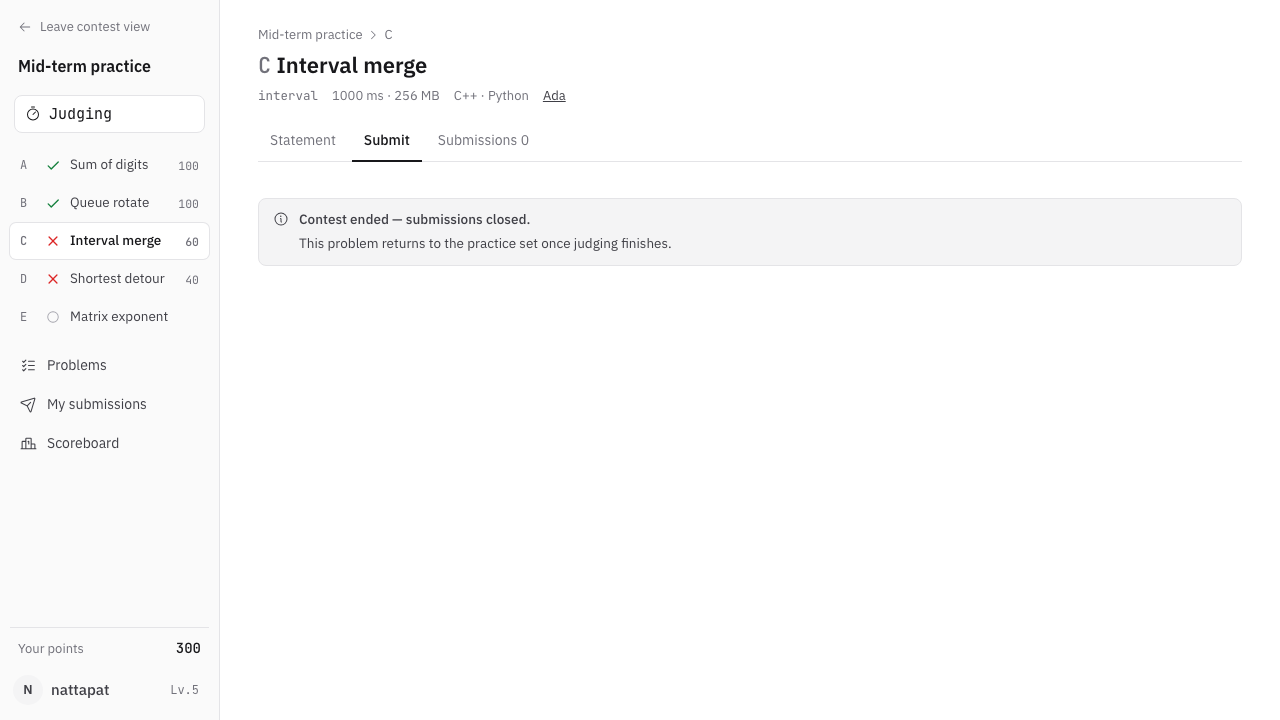 Leave contest view
Mid-term practice
Judging
A Sum of digits 100
B Queue rotate 100
C Interval merge 60
D Shortest detour 40
E Matrix exponent
Problems
My submissions
Scoreboard
Your points 300
N nattapat Lv.5
Mid-term practice C
C Interval merge
interval 1000 ms · 256 MB C++ · Python Ada
Statement Submit Submissions 0
Contest ended — submissions closed.
This problem returns to the practice set once judging finishes.